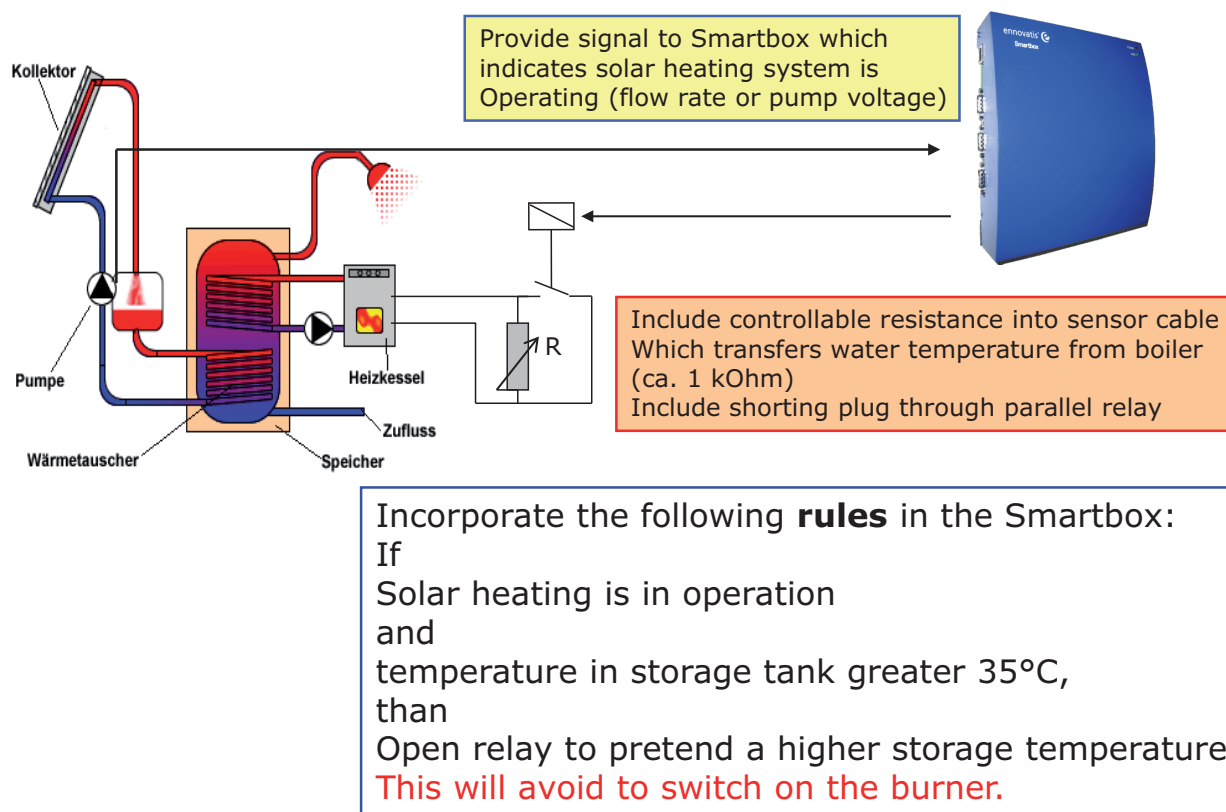 Provide signal to Smartbox which
indicates solar heating system is
Operating (flow rate or pump voltage)
ennovatis
Smartbox
Kollektor
Pumpe
Heizkessel
R
Zufluss
Wärmetauscher
Speicher
Include controllable resistance into sensor cable
Which transfers water temperature from boiler
(ca. 1 kOhm)
Include shorting plug through parallel relay
Incorporate the following rules in the Smartbox:
If
Solar heating is in operation
and
temperature in storage tank greater 35°C,
than
Open relay to pretend a higher storage temperature
This will avoid to switch on the burner.